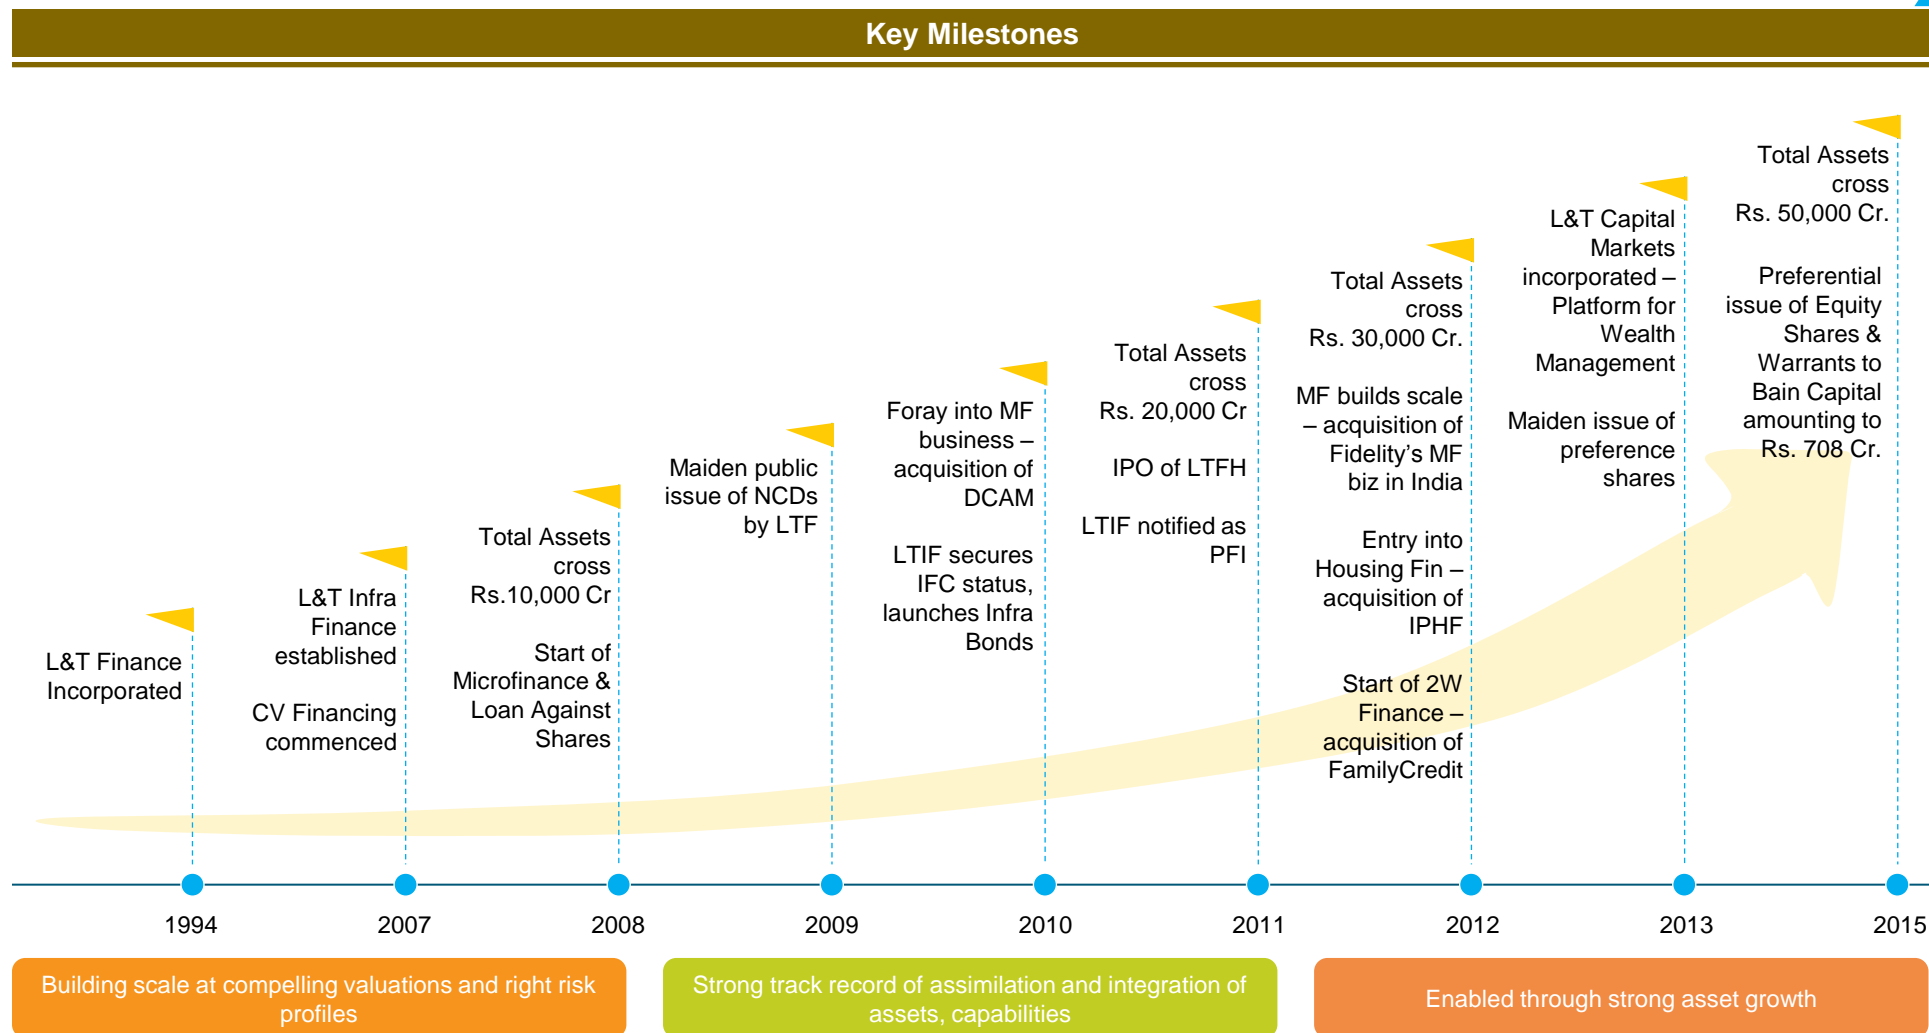 Key Milestones
L&T Finance
Incorporated
L&T Infra
Finance
established
CV Financing
commenced
Total Assets
cross
Rs.10,000 Cr
Start of
Microfinance &
Loan Against
Shares
Maiden public
issue of NCDs
by LTF
Foray into MF
business –
acquisition of
DCAM
LTIF secures
IFC status,
launches Infra
Bonds
Total Assets
cross
Rs. 20,000 Cr
IPO of LTFH
LTIF notified as
PFI
Total Assets
cross
Rs. 30,000 Cr.
MF builds scale
– acquisition of
Fidelity’s MF
biz in India
Entry into
Housing Fin –
acquisition of
IPHF
Start of 2W
Finance –
acquisition of
FamilyCredit
L&T Capital
Markets
incorporated –
Platform for
Wealth
Management
Maiden issue of
preference
shares
Total Assets
cross
Rs. 50,000 Cr.
Preferential
issue of Equity
Shares &
Warrants to
Bain Capital
amounting to
Rs. 708 Cr.
1994 2007 2008 2009 2010 2011 2012 2013 2015
Building scale at compelling valuations and right risk
profiles
Strong track record of assimilation and integration of
assets, capabilities
Enabled through strong asset growth